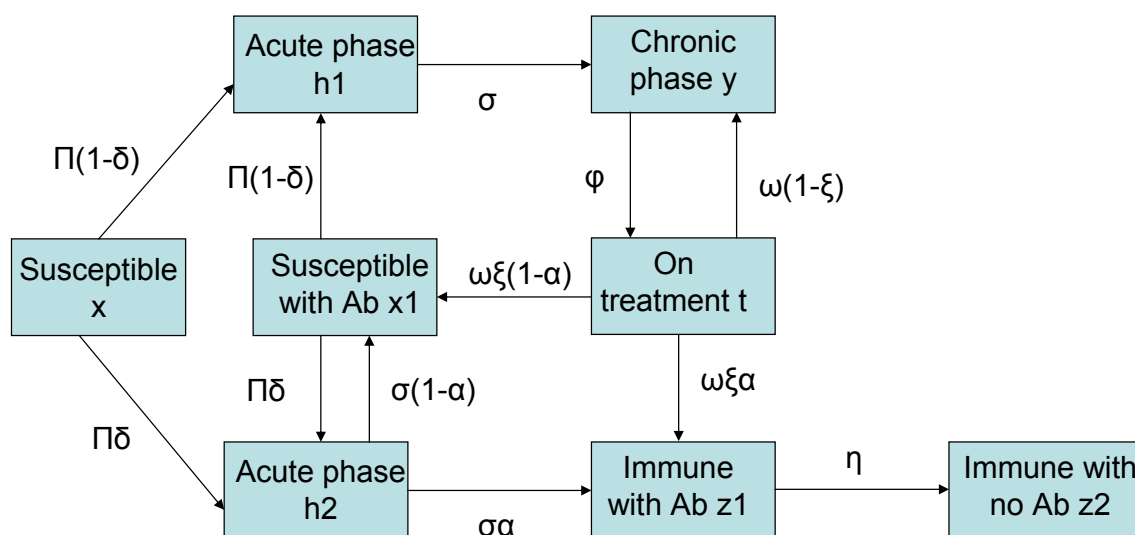 Acute phase
h1
σ
Chronic
phase y
Π(1-δ)
Π(1-δ)
φ
ω(1-ξ)
Susceptible
x
Susceptible
with Ab x1
ωξ(1-α)
On
treatment t
Πδ
Πδ
σ(1-α)
ωξα
Acute phase
h2
σα
Immune
with Ab z1
η
Immune with
no Ab z2